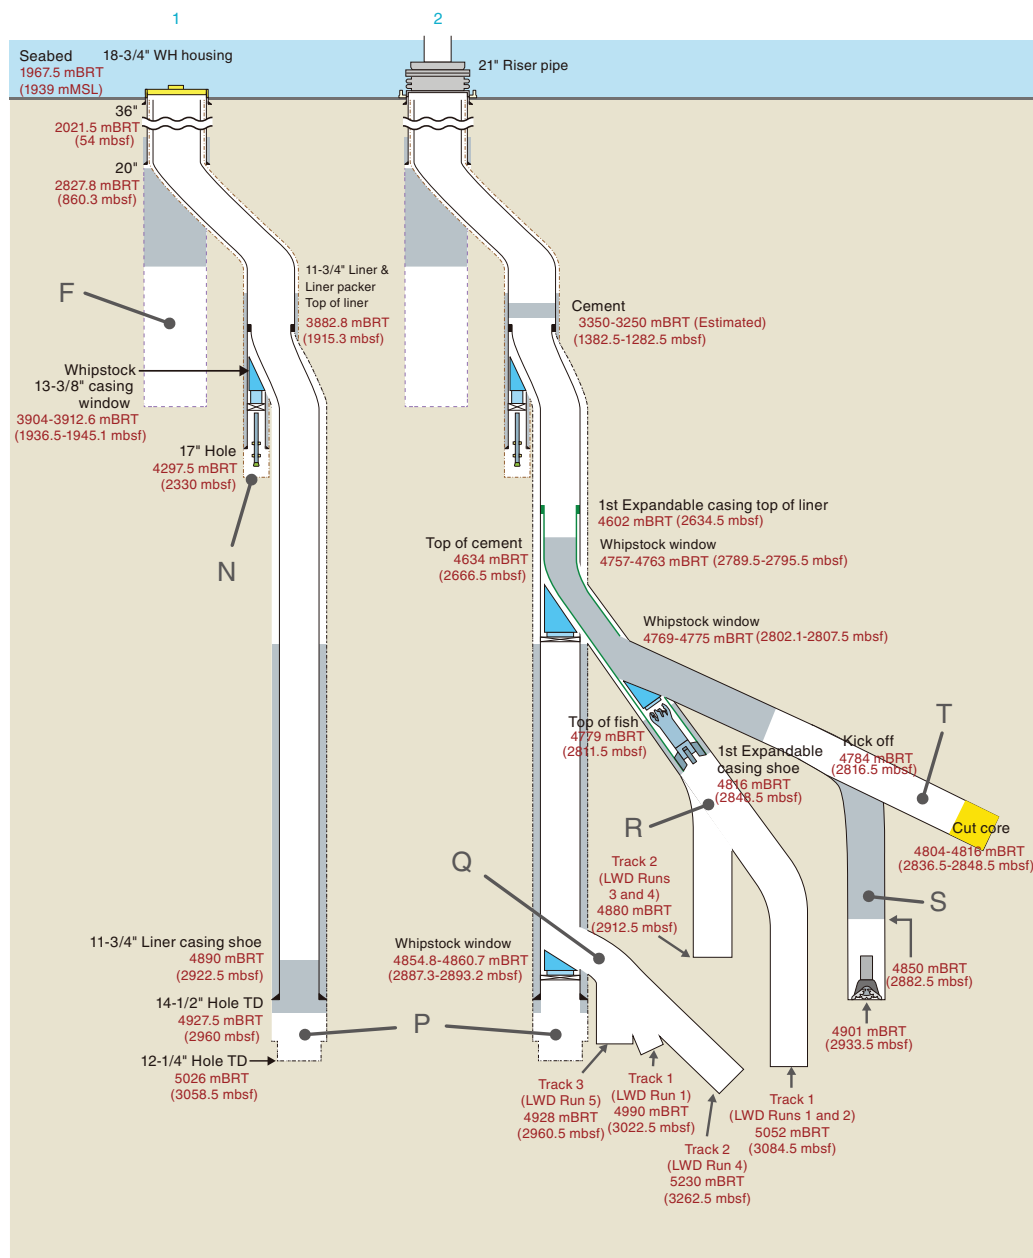 1
2
Seabed
1967.5 mBRT
(1939 mMSL)
18-3/4" WH housing
21" Riser pipe
36"
2021.5 mBRT
(54 mbsf)
20"
2827.8 mBRT
(860.3 mbsf)
F
11-3/4" Liner &
Liner packer
Top of liner
3882.8 mBRT
(1915.3 mbsf)
Cement
3350-3250 mBRT (Estimated)
(1382.5-1282.5 mbsf)
Whipstock
13-3/8" casing
window
3904-3912.6 mBRT
(1936.5-1945.1 mbsf)
17" Hole
4297.5 mBRT
(2330 mbsf)
N
1st Expandable casing top of liner
4602 mBRT (2634.5 mbsf)
Top of cement
4634 mBRT
(2666.5 mbsf)
Whipstock window
4757-4763 mBRT (2789.5-2795.5 mbsf)
Whipstock window
4769-4775 mBRT (2802.1-2807.5 mbsf)
Top of fish
4779 mBRT
(2811.5 mbsf)
1st Expandable
casing shoe
4816 mBRT
(2848.5 mbsf)
Kick off
4784 mBRT
(2816.5 mbsf)
T
Cut core
4804-4816 mBRT
(2836.5-2848.5 mbsf)
R
Q
S
Track 2
(LWD Runs
3 and 4)
4880 mBRT
(2912.5 mbsf)
11-3/4" Liner casing shoe
4890 mBRT
(2922.5 mbsf)
Whipstock window
4854.8-4860.7 mBRT
(2887.3-2893.2 mbsf)
4850 mBRT
(2882.5 mbsf)
14-1/2" Hole TD
4927.5 mBRT
(2960 mbsf)
P
4901 mBRT
(2933.5 mbsf)
12-1/4" Hole TD
5026 mBRT
(3058.5 mbsf)
Track 3
(LWD Run 5)
4928 mBRT
(2960.5 mbsf)
Track 1
(LWD Run 1)
4990 mBRT
(3022.5 mbsf)
Track 2
(LWD Run 4)
5230 mBRT
(3262.5 mbsf)
Track 1
(LWD Runs 1 and 2)
5052 mBRT
(3084.5 mbsf)